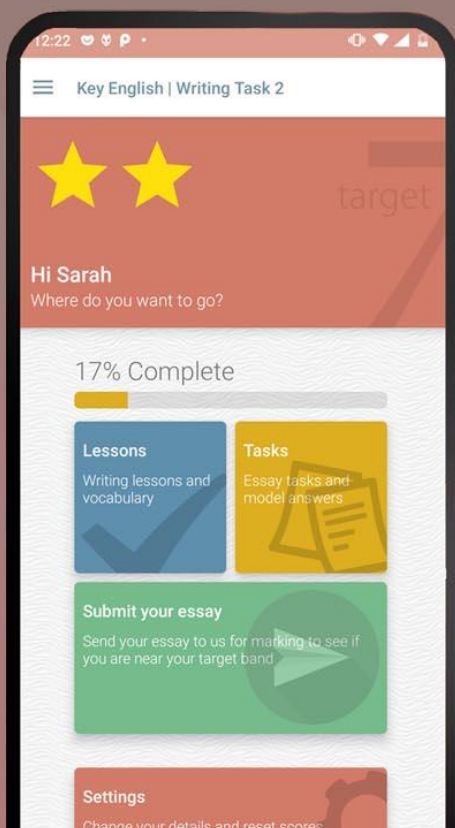 12:22
Key English | Writing Task 2
target
7
Hi Sarah
Where do you want to go?
17% Complete
Lessons
Writing lessons and
vocabulary
Tasks
Essay tasks and
model answers
Submit your essay
Send your essay to us for marking to see if
you are near your target band
Settings
Change your details and reset scores